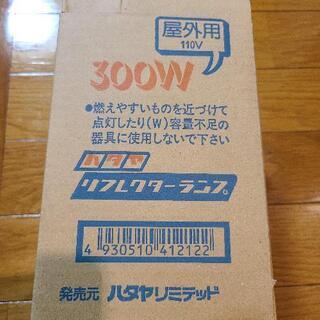 屋外用
110V
300W
●燃えやすいものを近づけて
点灯したり(W)容量不足の
器具に使用しないで下さい
ハタヤ
リフレクターランプ
4 930510 412122
発売元 ハタヤリミテッド